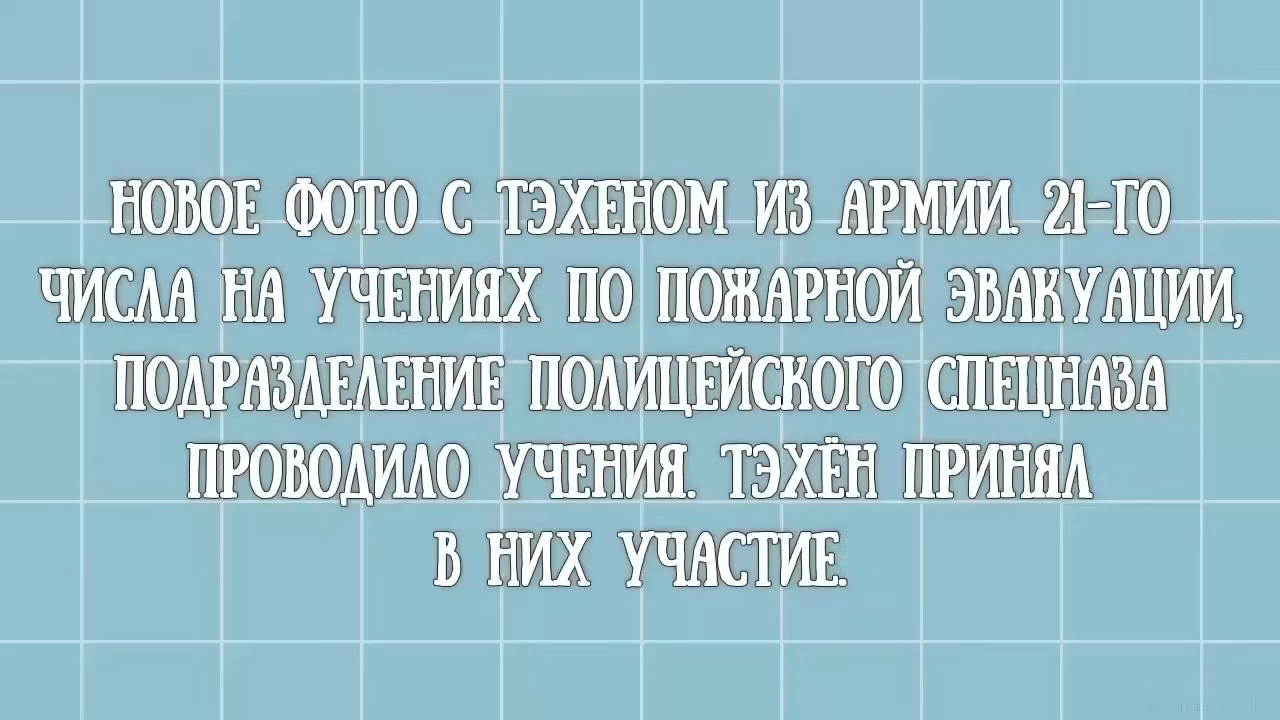 НОВОЕ ФОТО С ТЭХЕНОМ ИЗ АРМИИ. 21-ГО
ЧИСЛА НА УЧЕНИЯХ ПО ПОЖАРНОЙ ЭВАКУАЦИИ,
ПОДРАЗДЕЛЕНИЕ ПОЛИЦЕЙСКОГО СПЕЦНАЗА
ПРОВОДИЛО УЧЕНИЯ. ТЭХЁН ПРИНЯЛ
В НИХ УЧАСТИЕ.